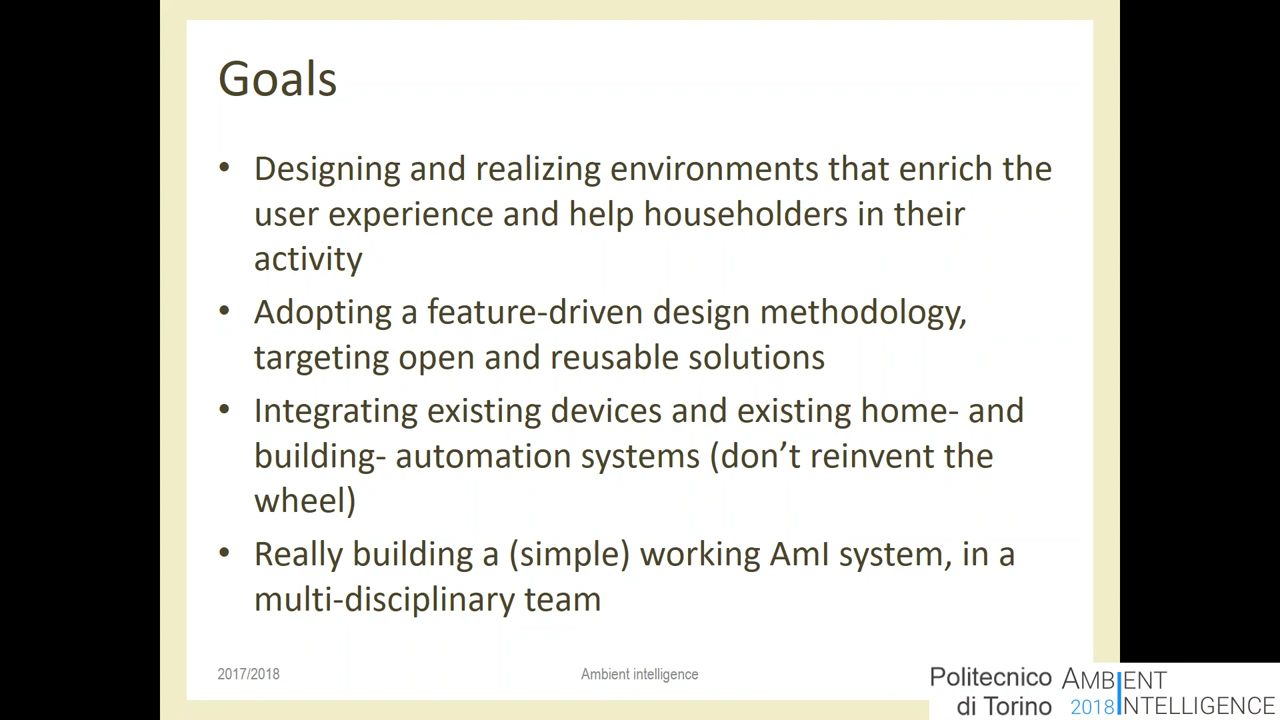 Goals
• Designing and realizing environments that enrich the
user experience and help householders in their
activity
• Adopting a feature-driven design methodology,
targeting open and reusable solutions
• Integrating existing devices and existing home- and
building- automation systems (don’t reinvent the
wheel)
• Really building a (simple) working AmI system, in a
multi-disciplinary team
2017/2018
Ambient intelligence
Politecnico
di Torino
AMBIENT
2018 INTELLIGENCE